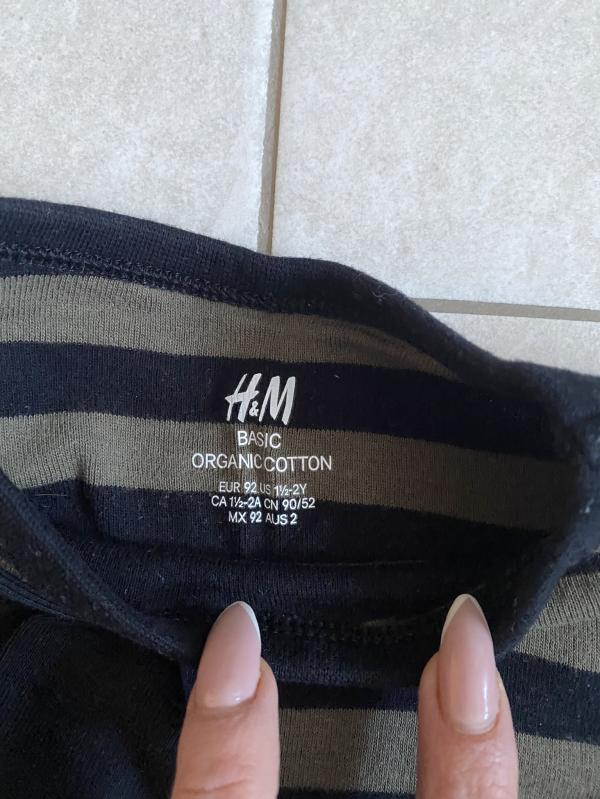 H&M
BASIC
ORGANIC COTTON
EUR 92 US 1½-2Y
CA 1½-2A CN 90/52
MX 92 AUS 2